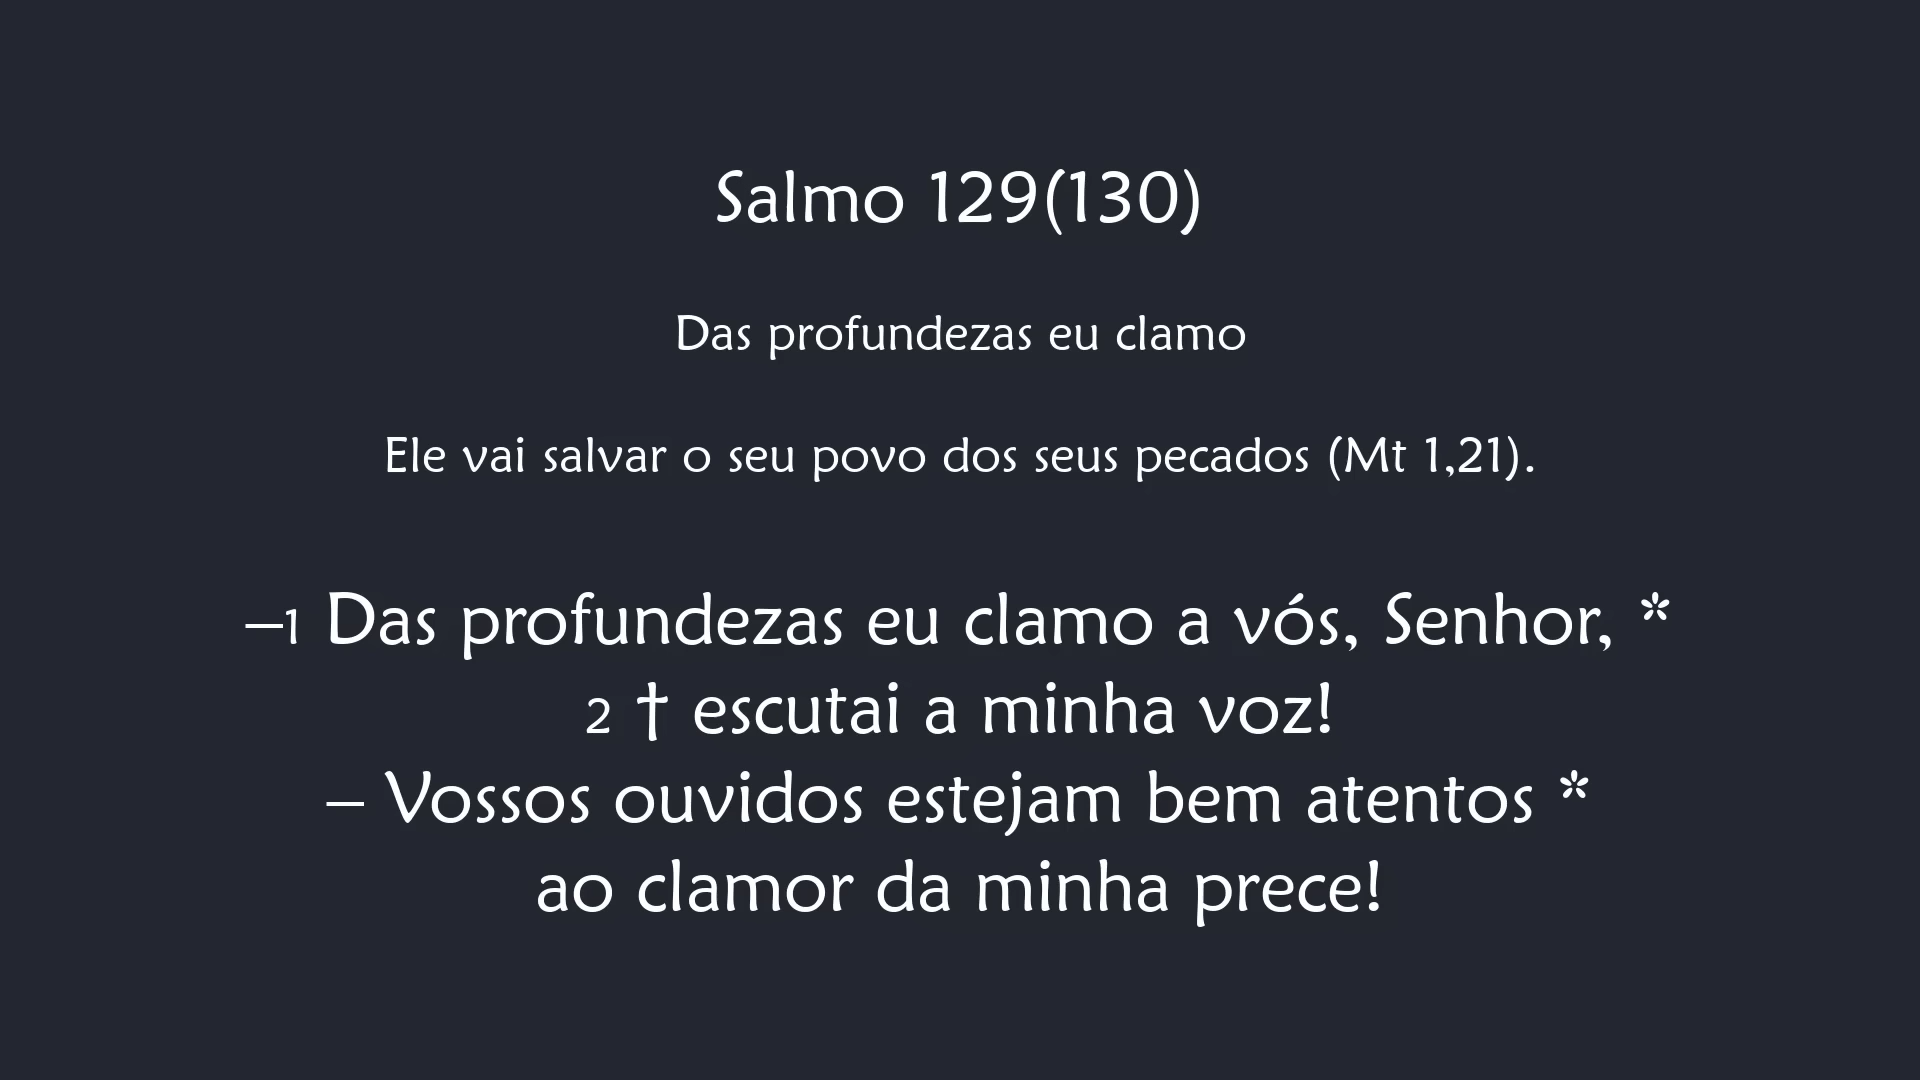 Salmo 129(130)
Das profundezas eu clamo
Ele vai salvar o seu povo dos seus pecados (Mt 1,21).
–1 Das profundezas eu clamo a vós, Senhor, *
2 † escutai a minha voz!
– Vossos ouvidos estejam bem atentos *
ao clamor da minha prece!